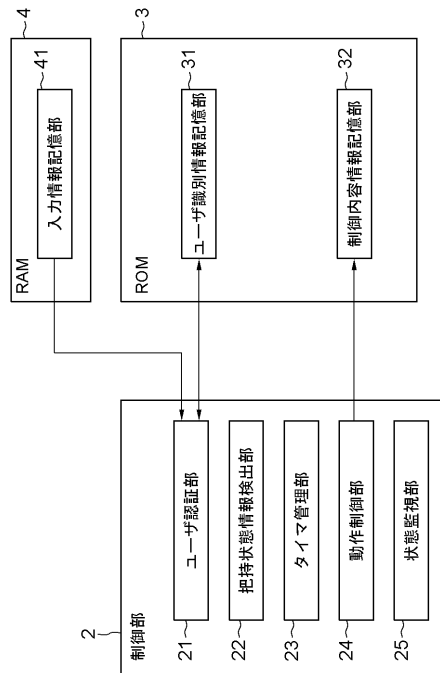 4
RAM
41
入力情報記憶部
3
ROM
31
ユーザ識別情報記憶部
32
制御内容情報記憶部
2
制御部
21
ユーザ認証部
22
把持状態情報検出部
23
タイマ管理部
24
動作制御部
25
状態監視部